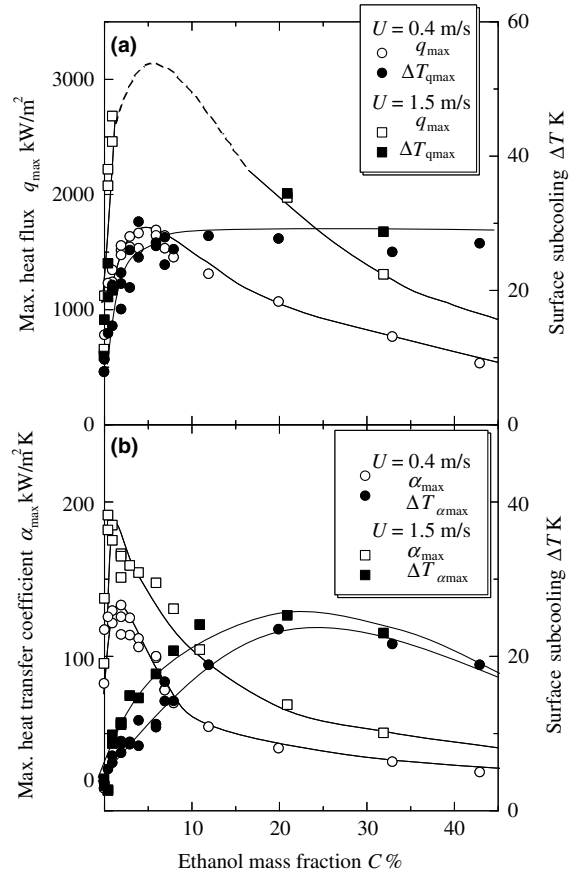 (a)
U = 0.4 m/s
q_max
ΔT_qmax
U = 1.5 m/s
q_max
ΔT_qmax
Max. heat flux q_max kW/m²
3000
2000
1000
0
60
40
20
0
Surface subcooling ΔT K
(b)
U = 0.4 m/s
α_max
ΔT_αmax
U = 1.5 m/s
α_max
ΔT_αmax
Max. heat transfer coefficient α_max kW/m² K
200
100
0
40
20
0
Surface subcooling ΔT K
0 10 20 30 40
Ethanol mass fraction C%